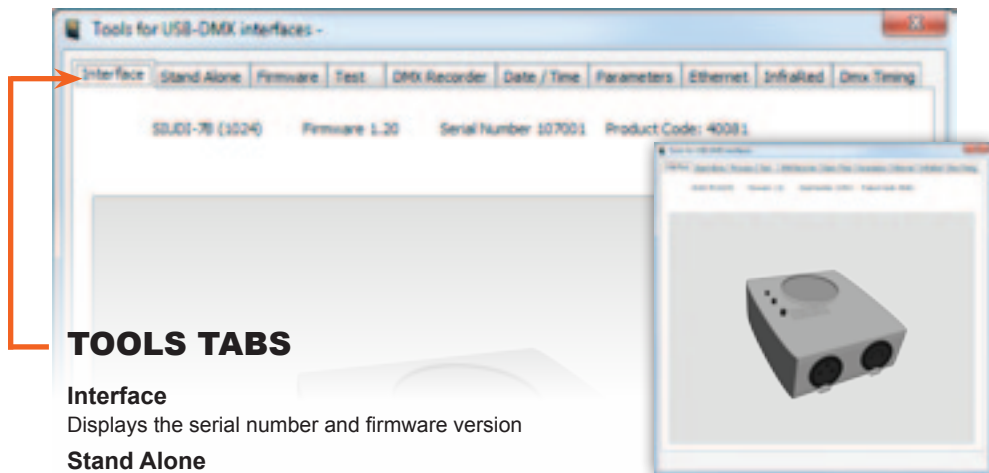 Tools for USB-DMX interfaces -
Interface Stand Alone Firmware Test DMX Recorder Date / Time Parameters Ethernet InfraRed Dmx Timing
SIUDI-7B (1024) Firmware 1.20 Serial Number 107001 Product Code: 40081
TOOLS TABS
Interface
Displays the serial number and firmware version
Stand Alone